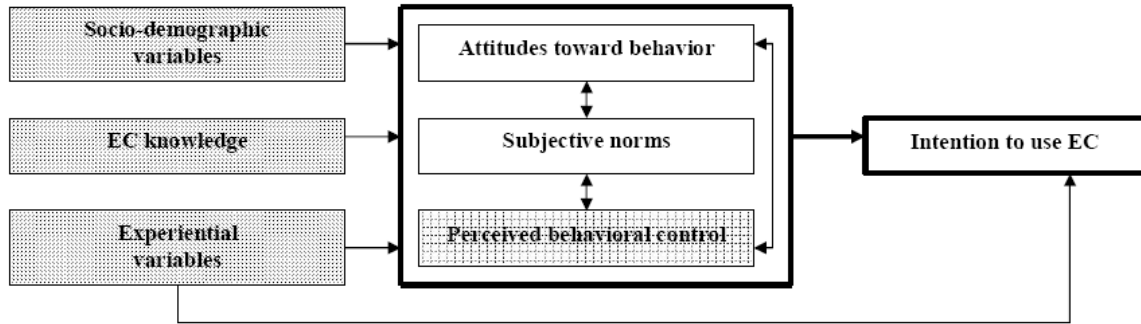 Socio-demographic
variables
Attitudes toward behavior
EC knowledge
Subjective norms
Intention to use EC
Experiential
variables
Perceived behavioral control